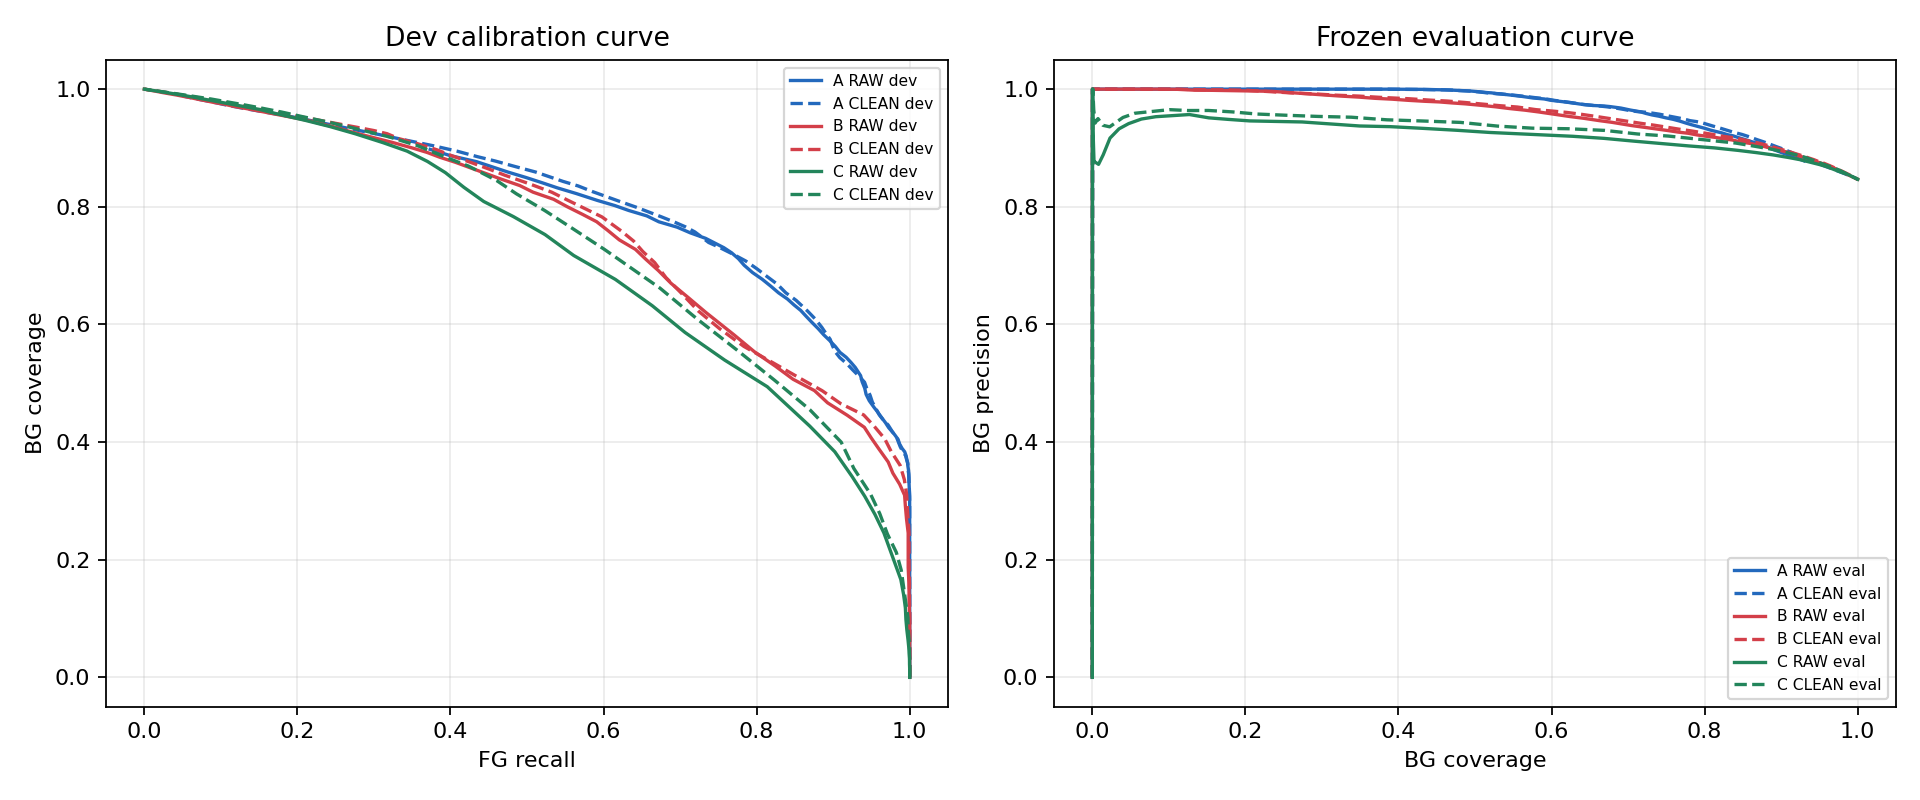 Dev calibration curve
BG coverage
1.0
0.8
0.6
0.4
0.2
0.0
A RAW dev
A CLEAN dev
B RAW dev
B CLEAN dev
C RAW dev
C CLEAN dev
0.0 0.2 0.4 0.6 0.8 1.0
FG recall
Frozen evaluation curve
BG precision
1.0
0.8
0.6
0.4
0.2
0.0
A RAW eval
A CLEAN eval
B RAW eval
B CLEAN eval
C RAW eval
C CLEAN eval
0.0 0.2 0.4 0.6 0.8 1.0
BG coverage